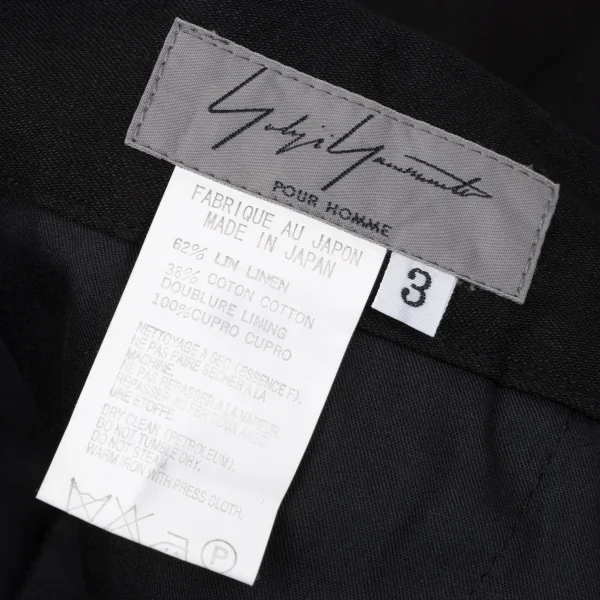 Yohji Yamamoto
POUR HOMME
3
FABRIQUE AU JAPON
MADE IN JAPAN
62% LIN LINEN
38% COTON COTTON
DOUBLURE LINING
100%CUPRO CUPRO
NETTOYAGE A SEC (ESSENCE F).
NE PAS FAIRE SECHER A LA
MACHINE.
NE PAS REPASSER A LA VAPEUR.
REPASSER AU FER DOUX AVEC
UNE ETOFFE.
DRY CLEAN (PETROLEUM).
DO NOT TUMBLE DRY.
DO NOT STEAM.
WARM IRON WITH PRESS CLOTH.
P